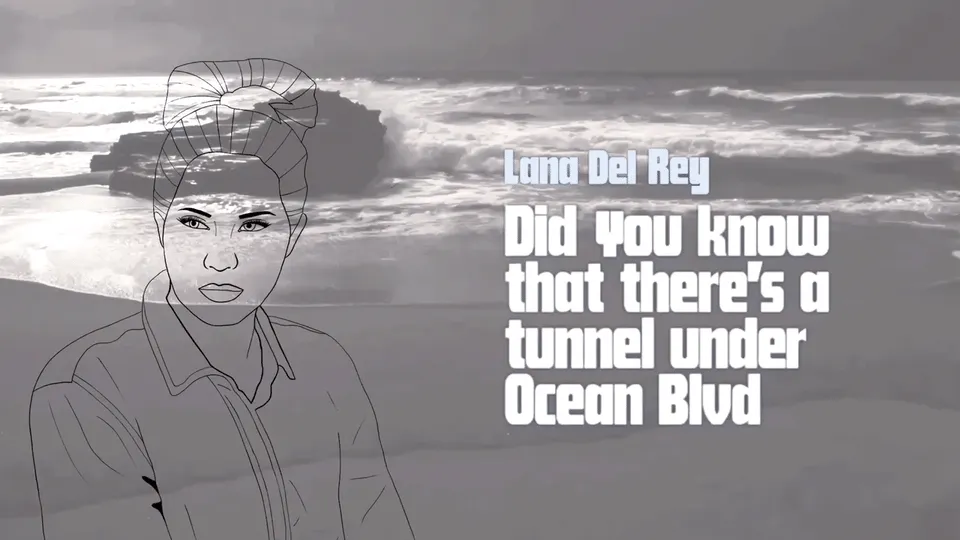 Lana Del Rey
Did you know
that there's a
tunnel under
Ocean Blvd